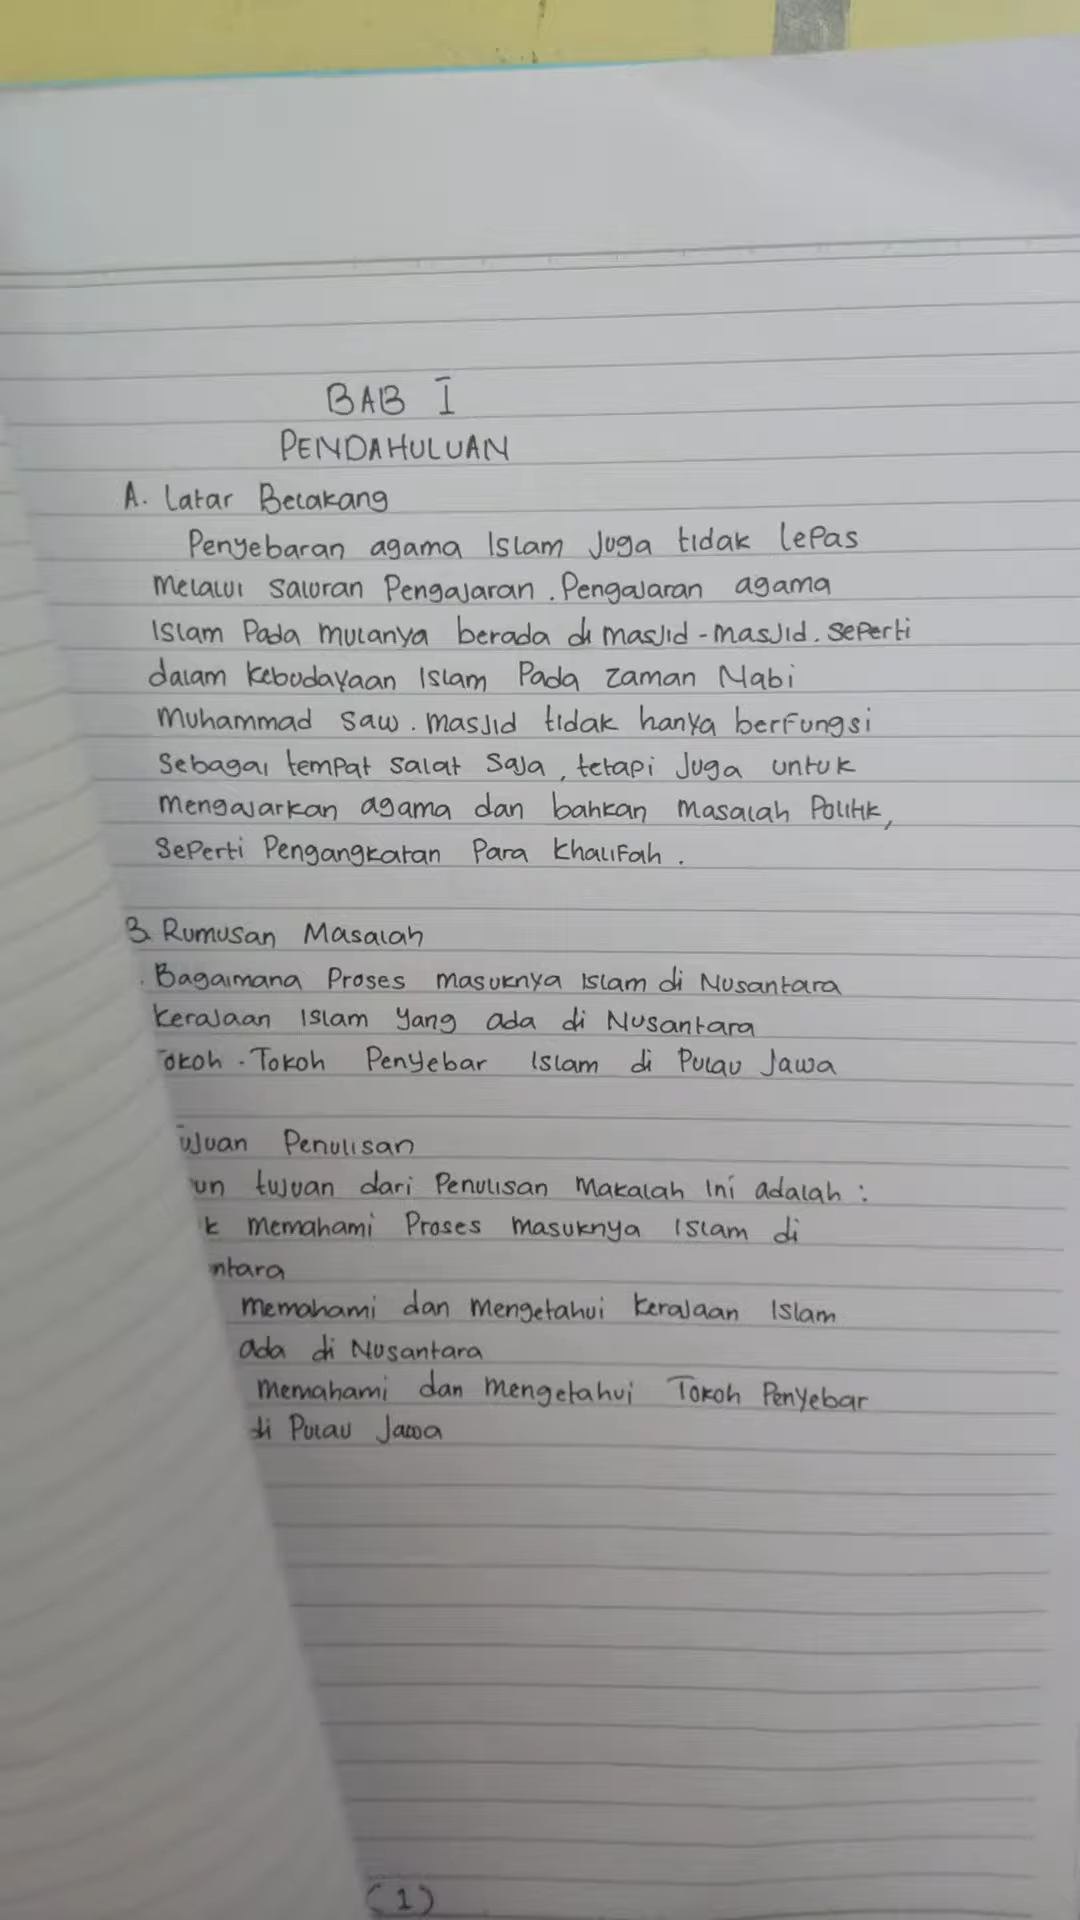 BAB I
PENDAHULUAN
A. Latar Belakang
Penyebaran agama Islam Juga tidak lepas
melalui saluran Pengajaran. Pengajaran agama
Islam Pada mulanya berada di masjid-masjid. seperti
dalam kebudayaan Islam Pada zaman Nabi
Muhammad saw. masjid tidak hanya berfungsi
Sebagai tempat salat saja, tetapi Juga untuk
mengajarkan agama dan bahkan masalah Politik,
seperti Pengangkatan Para khalifah.
B. Rumusan Masalah
. Bagaimana Proses masuknya Islam di Nusantara
kerajaan Islam yang ada di Nusantara
Tokoh-Tokoh Penyebar Islam di Pulau Jawa
ujuan Penulisan
un tujuan dari Penulisan Makalah Ini adalah :
k memahami Proses masuknya Islam di
ntara
memahami dan mengetahui kerajaan Islam
ada di Nusantara
memahami dan mengetahui Tokoh Penyebar
di Pulau Jawa
(1)